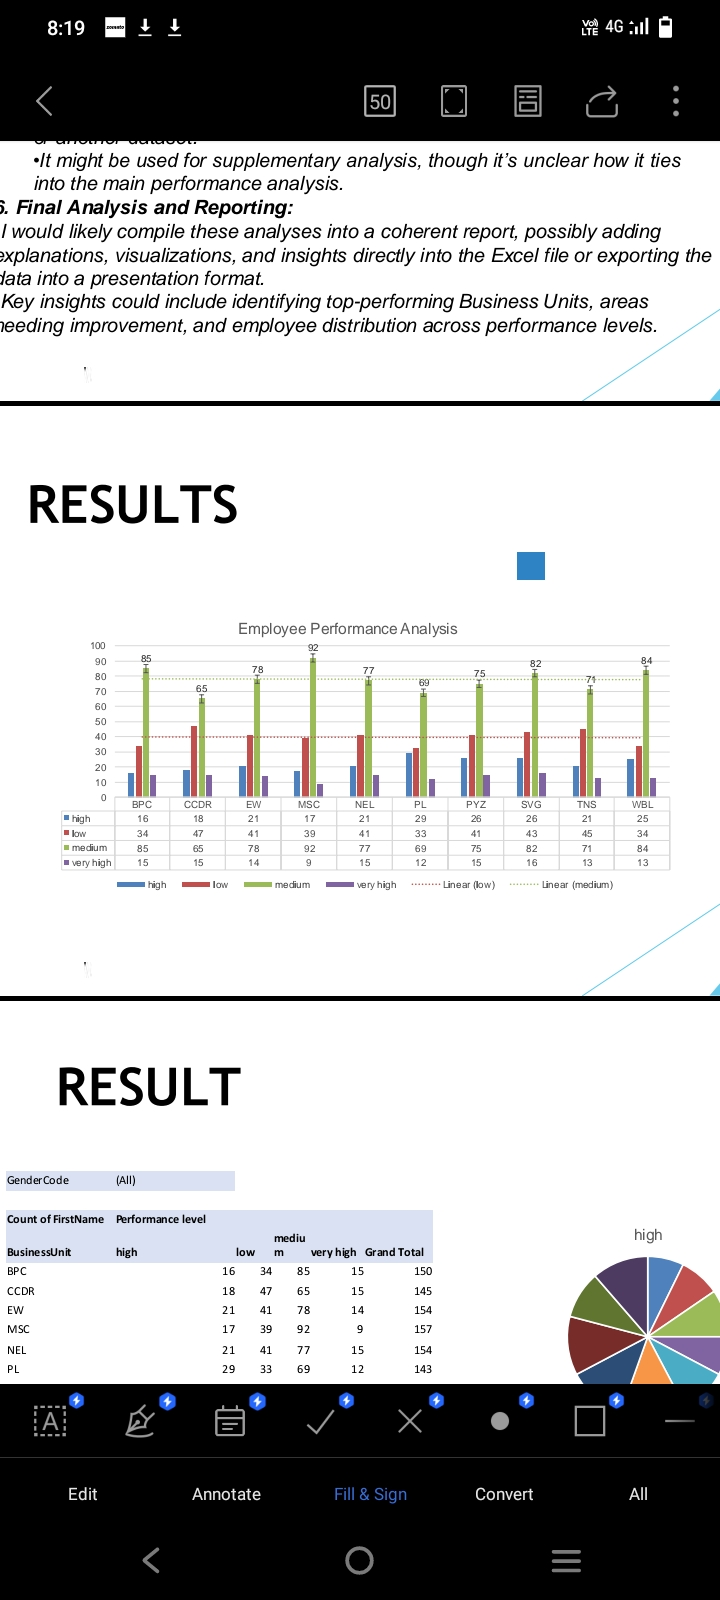 8:19
zomato
Vo) LTE 4G
50
or another dataset.
•It might be used for supplementary analysis, though it’s unclear how it ties
into the main performance analysis.
6. Final Analysis and Reporting:
I would likely compile these analyses into a coherent report, possibly adding
explanations, visualizations, and insights directly into the Excel file or exporting the
data into a presentation format.
Key insights could include identifying top-performing Business Units, areas
needing improvement, and employee distribution across performance levels.
RESULTS
Employee Performance Analysis
100
90
80
70
60
50
40
30
20
10
0
85 65 78 92 77 69 75 82 71 84
BPC CCDR EW MSC NEL PL PYZ SVG TNS WBL
high 16 18 21 17 21 29 26 26 21 25
low 34 47 41 39 41 33 41 43 45 34
medium 85 65 78 92 77 69 75 82 71 84
very high 15 15 14 9 15 12 15 16 13 13
high low medium very high Linear (low) Linear (medium)
RESULT
GenderCode (All)
Count of FirstName Performance level
BusinessUnit high low mediu
m very high Grand Total
BPC 16 34 85 15 150
CCDR 18 47 65 15 145
EW 21 41 78 14 154
MSC 17 39 92 9 157
NEL 21 41 77 15 154
PL 29 33 69 12 143
high
A
Edit Annotate Fill & Sign Convert All